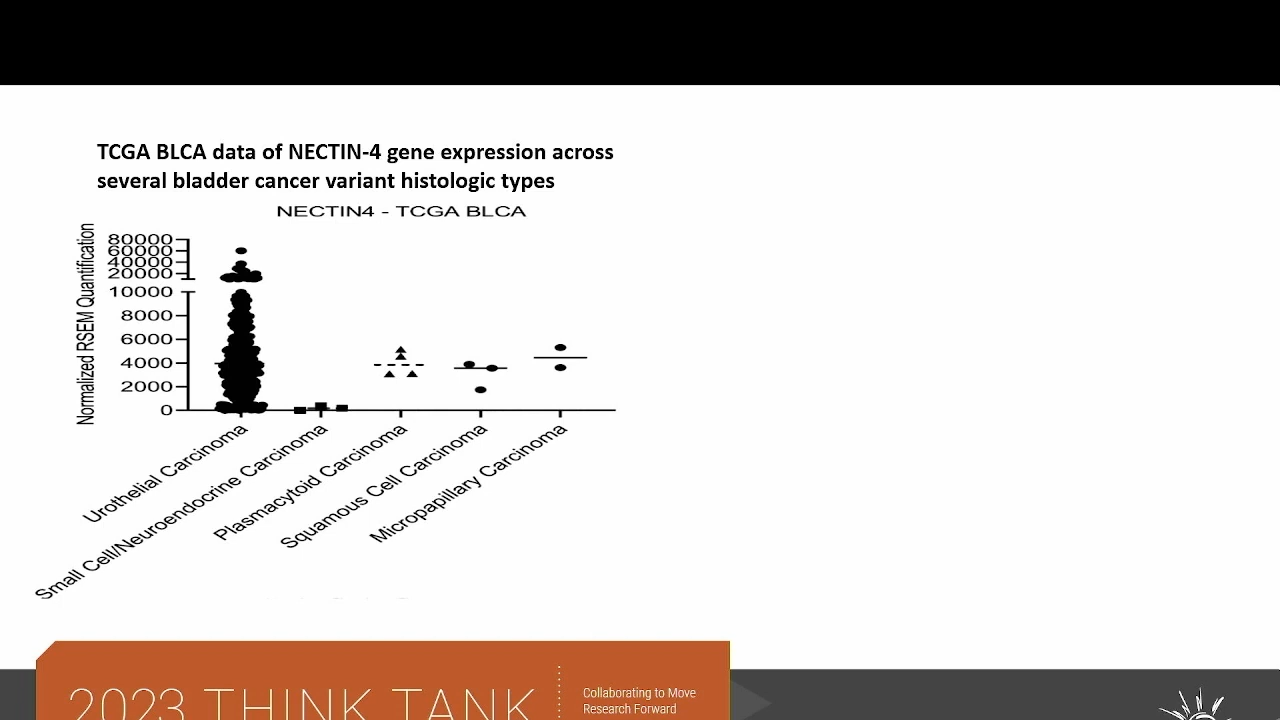 TCGA BLCA data of NECTIN-4 gene expression across
several bladder cancer variant histologic types
NECTIN4 - TCGA BLCA
Normalized RSEM Quantification
80000
60000
40000
20000
10000
8000
6000
4000
2000
0
Urothelial Carcinoma
Small Cell/Neuroendocrine Carcinoma
Plasmacytoid Carcinoma
Squamous Cell Carcinoma
Micropapillary Carcinoma
2023 THINK TANK
Collaborating to Move
Research Forward